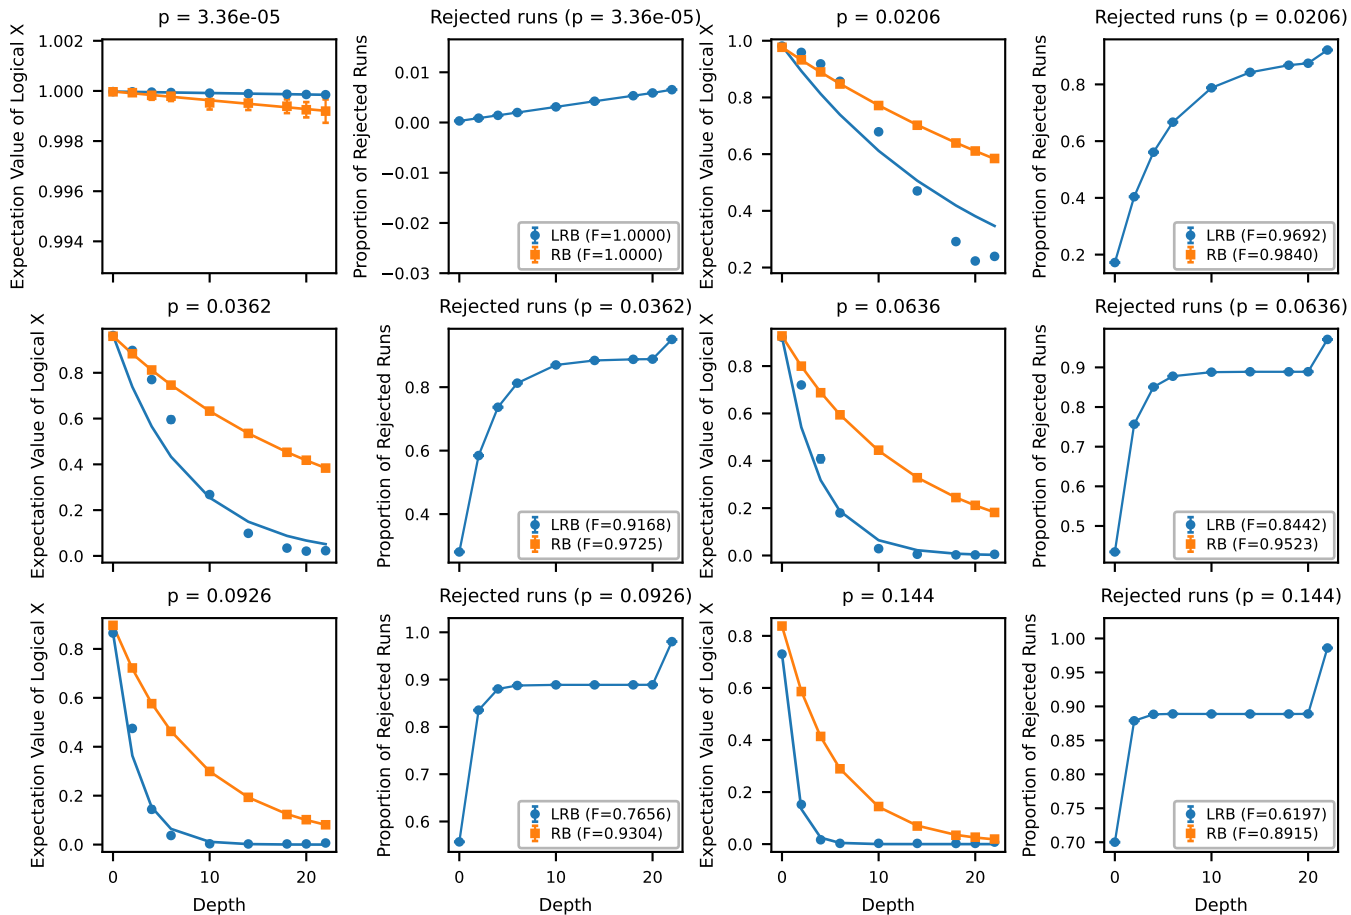 p = 3.36e-05
Expectation Value of Logical X
1.002
1.000
0.998
0.996
0.994
Rejected runs (p = 3.36e-05)
Proportion of Rejected Runs
0.01
0.00
−0.01
−0.02
−0.03
LRB (F=1.0000)
RB (F=1.0000)
p = 0.0206
Expectation Value of Logical X
1.0
0.8
0.6
0.4
0.2
Rejected runs (p = 0.0206)
Proportion of Rejected Runs
0.8
0.6
0.4
0.2
LRB (F=0.9692)
RB (F=0.9840)
p = 0.0362
Expectation Value of Logical X
0.8
0.6
0.4
0.2
0.0
Rejected runs (p = 0.0362)
Proportion of Rejected Runs
0.8
0.6
0.4
LRB (F=0.9168)
RB (F=0.9725)
p = 0.0636
Expectation Value of Logical X
0.8
0.6
0.4
0.2
0.0
Rejected runs (p = 0.0636)
Proportion of Rejected Runs
0.9
0.8
0.7
0.6
0.5
LRB (F=0.8442)
RB (F=0.9523)
p = 0.0926
Expectation Value of Logical X
0.8
0.6
0.4
0.2
0.0
0 10 20
Depth
Rejected runs (p = 0.0926)
Proportion of Rejected Runs
1.0
0.9
0.8
0.7
0.6
LRB (F=0.7656)
RB (F=0.9304)
0 10 20
Depth
p = 0.144
Expectation Value of Logical X
0.8
0.6
0.4
0.2
0.0
0 10 20
Depth
Rejected runs (p = 0.144)
Proportion of Rejected Runs
1.00
0.95
0.90
0.85
0.80
0.75
0.70
LRB (F=0.6197)
RB (F=0.8915)
0 10 20
Depth